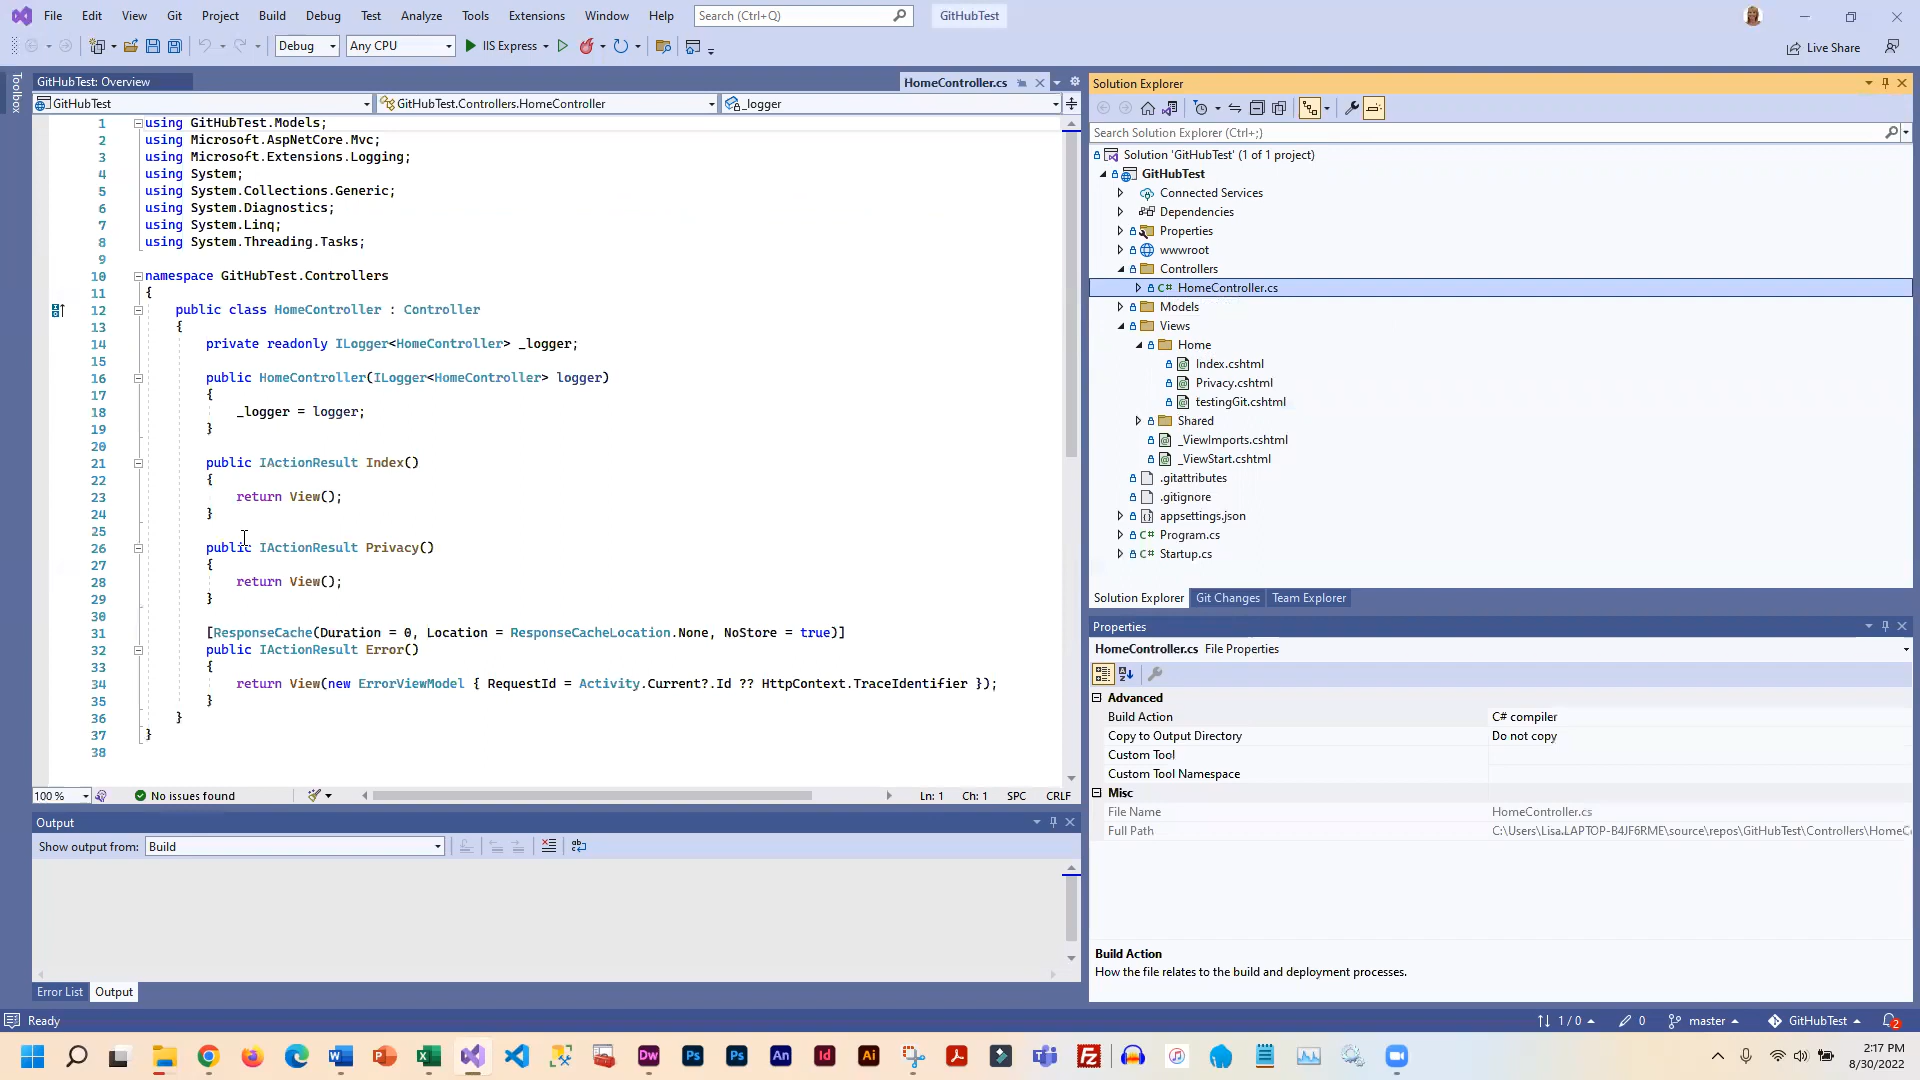 File Edit View Git Project Build Debug Test Analyze Tools Extensions Window Help Search (Ctrl+Q) GitHubTest
Debug Any CPU IIS Express Live Share
Toolbox
GitHubTest: Overview HomeController.cs
GitHubTest GitHubTest.Controllers.HomeController _logger
1 using GitHubTest.Models;
2 using Microsoft.AspNetCore.Mvc;
3 using Microsoft.Extensions.Logging;
4 using System;
5 using System.Collections.Generic;
6 using System.Diagnostics;
7 using System.Linq;
8 using System.Threading.Tasks;
9
10 namespace GitHubTest.Controllers
11 {
12 public class HomeController : Controller
13 {
14 private readonly ILogger<HomeController> _logger;
15
16 public HomeController(ILogger<HomeController> logger)
17 {
18 _logger = logger;
19 }
20
21 public IActionResult Index()
22 {
23 return View();
24 }
25
26 public IActionResult Privacy()
27 {
28 return View();
29 }
30
31 [ResponseCache(Duration = 0, Location = ResponseCacheLocation.None, NoStore = true)]
32 public IActionResult Error()
33 {
34 return View(new ErrorViewModel { RequestId = Activity.Current?.Id ?? HttpContext.TraceIdentifier });
35 }
36 }
37 }
38
100 % No issues found Ln: 1 Ch: 1 SPC CRLF
Output
Show output from: Build
Error List Output
Solution Explorer
Search Solution Explorer (Ctrl+;)
Solution 'GitHubTest' (1 of 1 project)
GitHubTest
Connected Services
Dependencies
Properties
wwwroot
Controllers
C# HomeController.cs
Models
Views
Home
Index.cshtml
Privacy.cshtml
testingGit.cshtml
Shared
_ViewImports.cshtml
_ViewStart.cshtml
.gitattributes
.gitignore
appsettings.json
C# Program.cs
C# Startup.cs
Solution Explorer Git Changes Team Explorer
Properties
HomeController.cs File Properties
Advanced
Build Action C# compiler
Copy to Output Directory Do not copy
Custom Tool
Custom Tool Namespace
Misc
File Name HomeController.cs
Full Path C:\Users\Lisa.LAPTOP-B4JF6RME\source\repos\GitHubTest\Controllers\HomeC
Build Action
How the file relates to the build and deployment processes.
Ready 1 / 0 0 master GitHubTest 2
Dw Ps Ps An Id Ai Fz
2:17 PM
8/30/2022